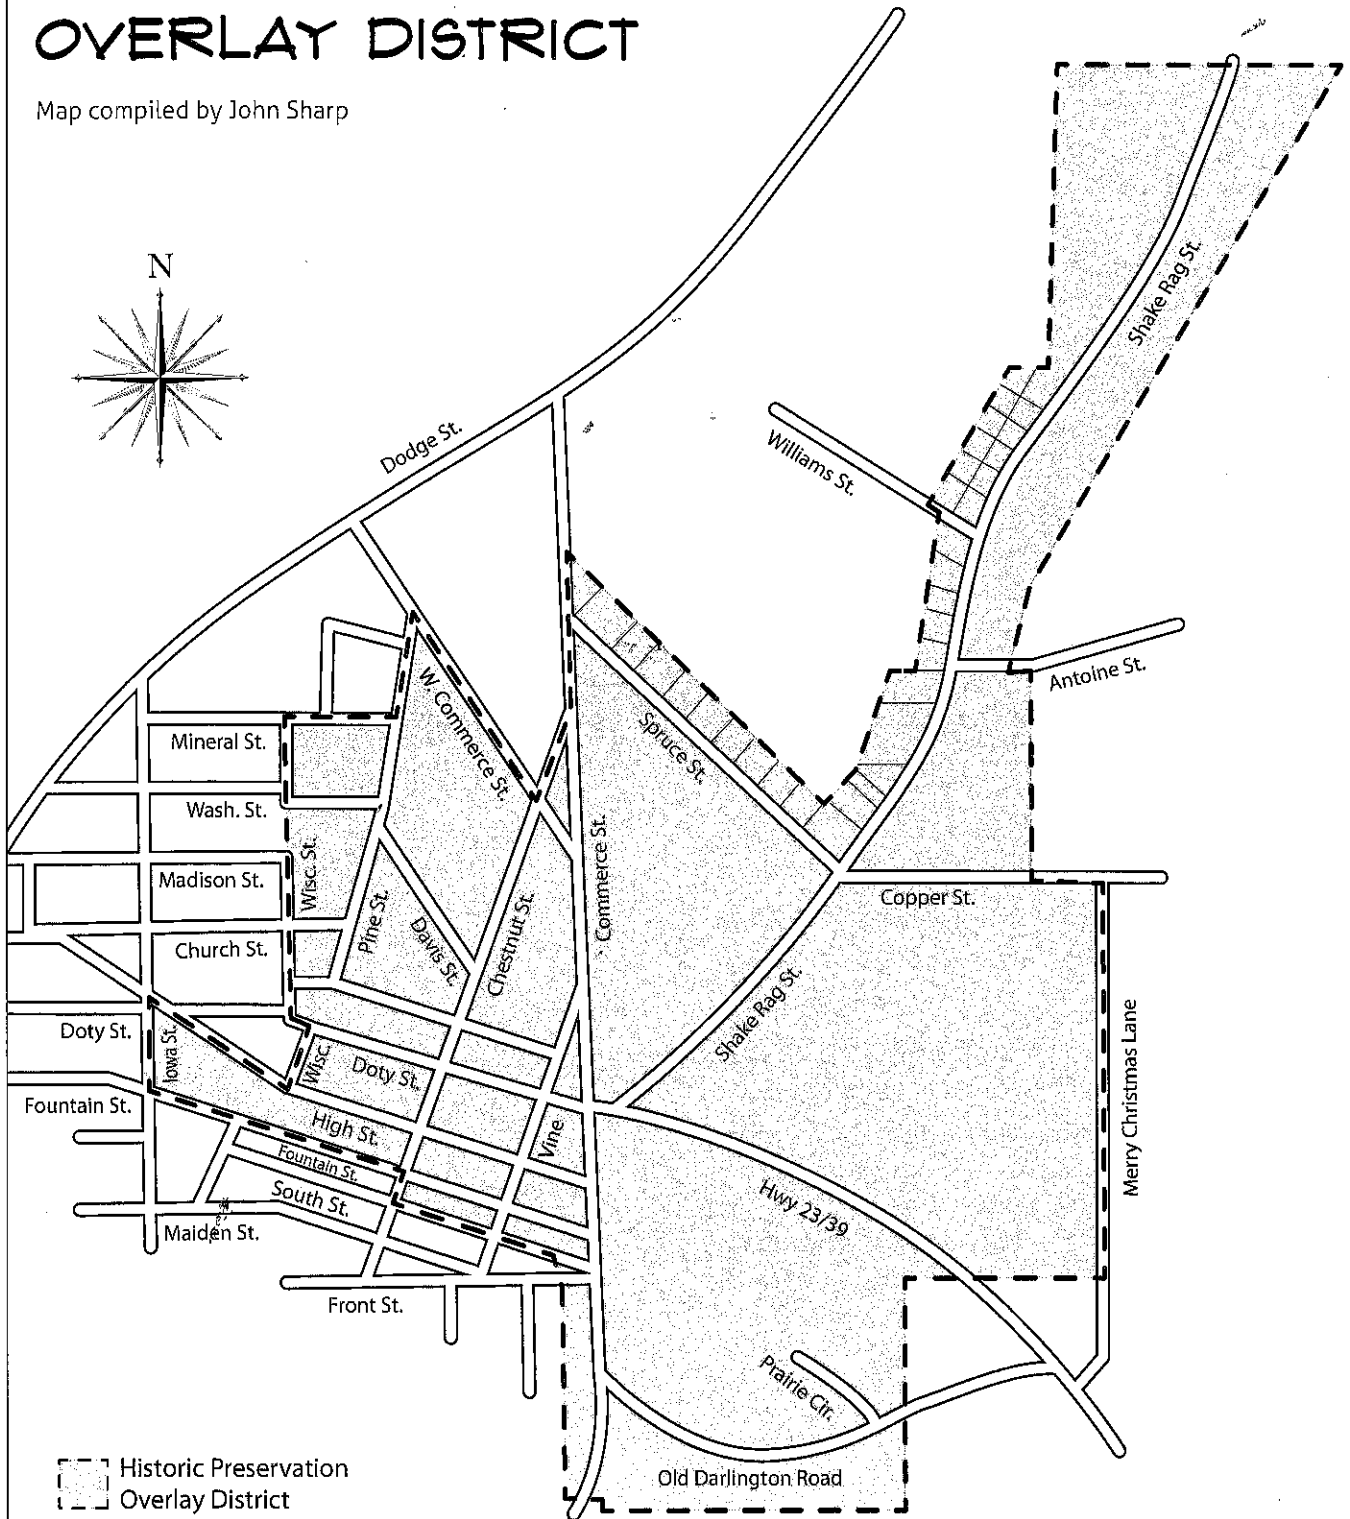 OVERLAY DISTRICT
Map compiled by John Sharp
N
Dodge St.
Shake Rag St.
Williams St.
Antoine St.
Mineral St.
W. Commerce St.
Spruce St.
Wash. St.
Wisc. St.
Commerce St.
Madison St.
Copper St.
Pine St.
Davis St.
Chestnut St.
Church St.
Shake Rag St.
Merry Christmas Lane
Doty St.
Iowa St.
Wisc.
Doty St.
Fountain St.
High St.
Vine
Fountain St.
South St.
Hwy 23/39
Maiden St.
Front St.
Prairie Cir.
Old Darlington Road
Historic Preservation
Overlay District